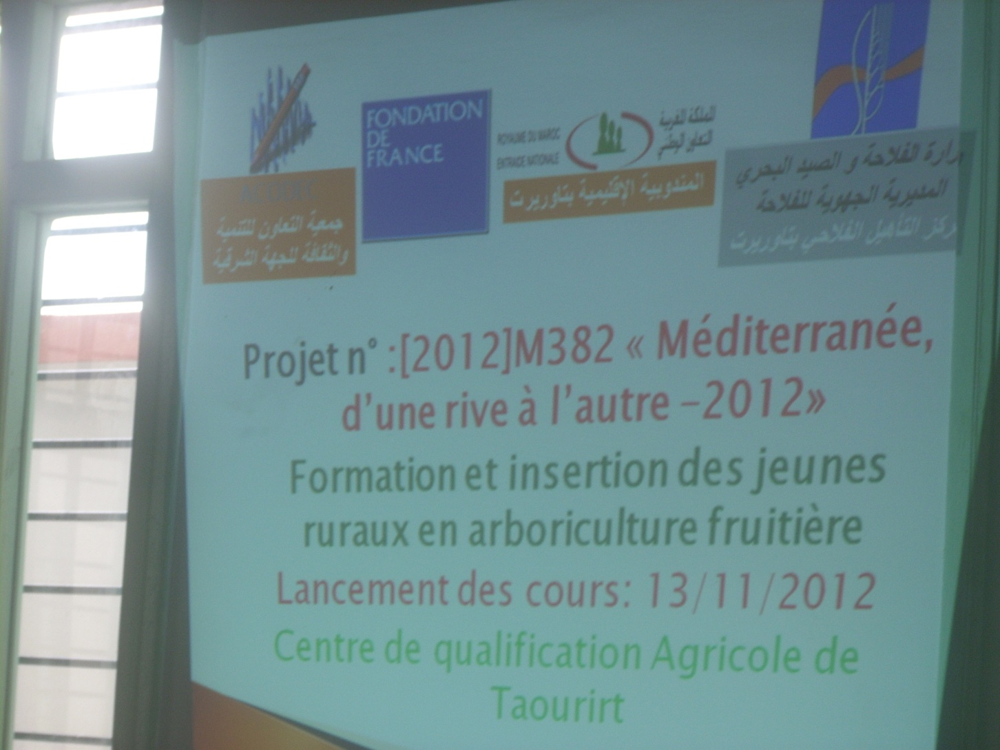 ACODEC
جمعية التعاون للتنمية
والثقافة للجهة الشرقية
FONDATION
DE
FRANCE
ROYAUME DU MAROC
ENTRAIDE NATIONALE
المملكة المغربية
التعاون الوطني
المندوبية الإقليمية بتاوريرت
وزارة الفلاحة و الصيد البحري
المديرية الجهوية للفلاحة
مركز التأهيل الفلاحي بتاوريرت
Projet n° :[2012]M382 « Méditerranée,
d’une rive à l’autre –2012»
Formation et insertion des jeunes
ruraux en arboriculture fruitière
Lancement des cours: 13/11/2012
Centre de qualification Agricole de
Taourirt